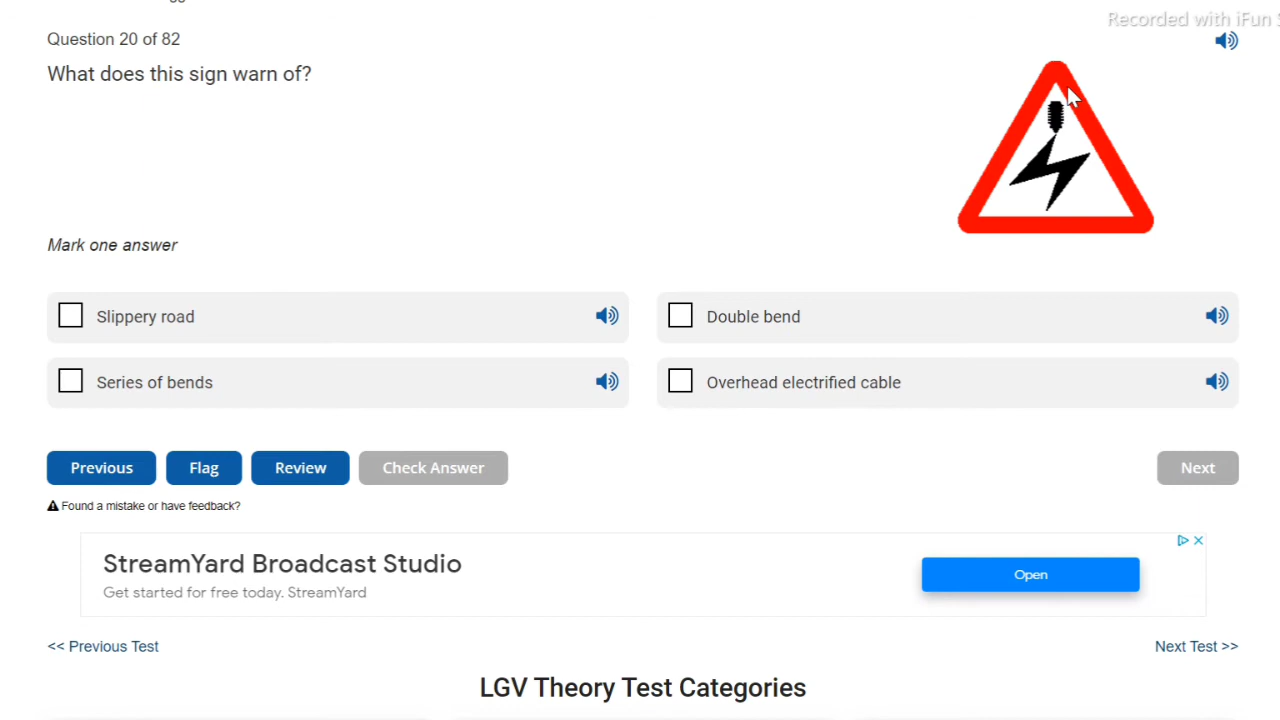 Recorded with iFun S
Question 20 of 82
What does this sign warn of?
Mark one answer
Slippery road
Double bend
Series of bends
Overhead electrified cable
Previous
Flag
Review
Check Answer
Next
Found a mistake or have feedback?
StreamYard Broadcast Studio
Get started for free today. StreamYard
Open
<< Previous Test
Next Test >>
LGV Theory Test Categories